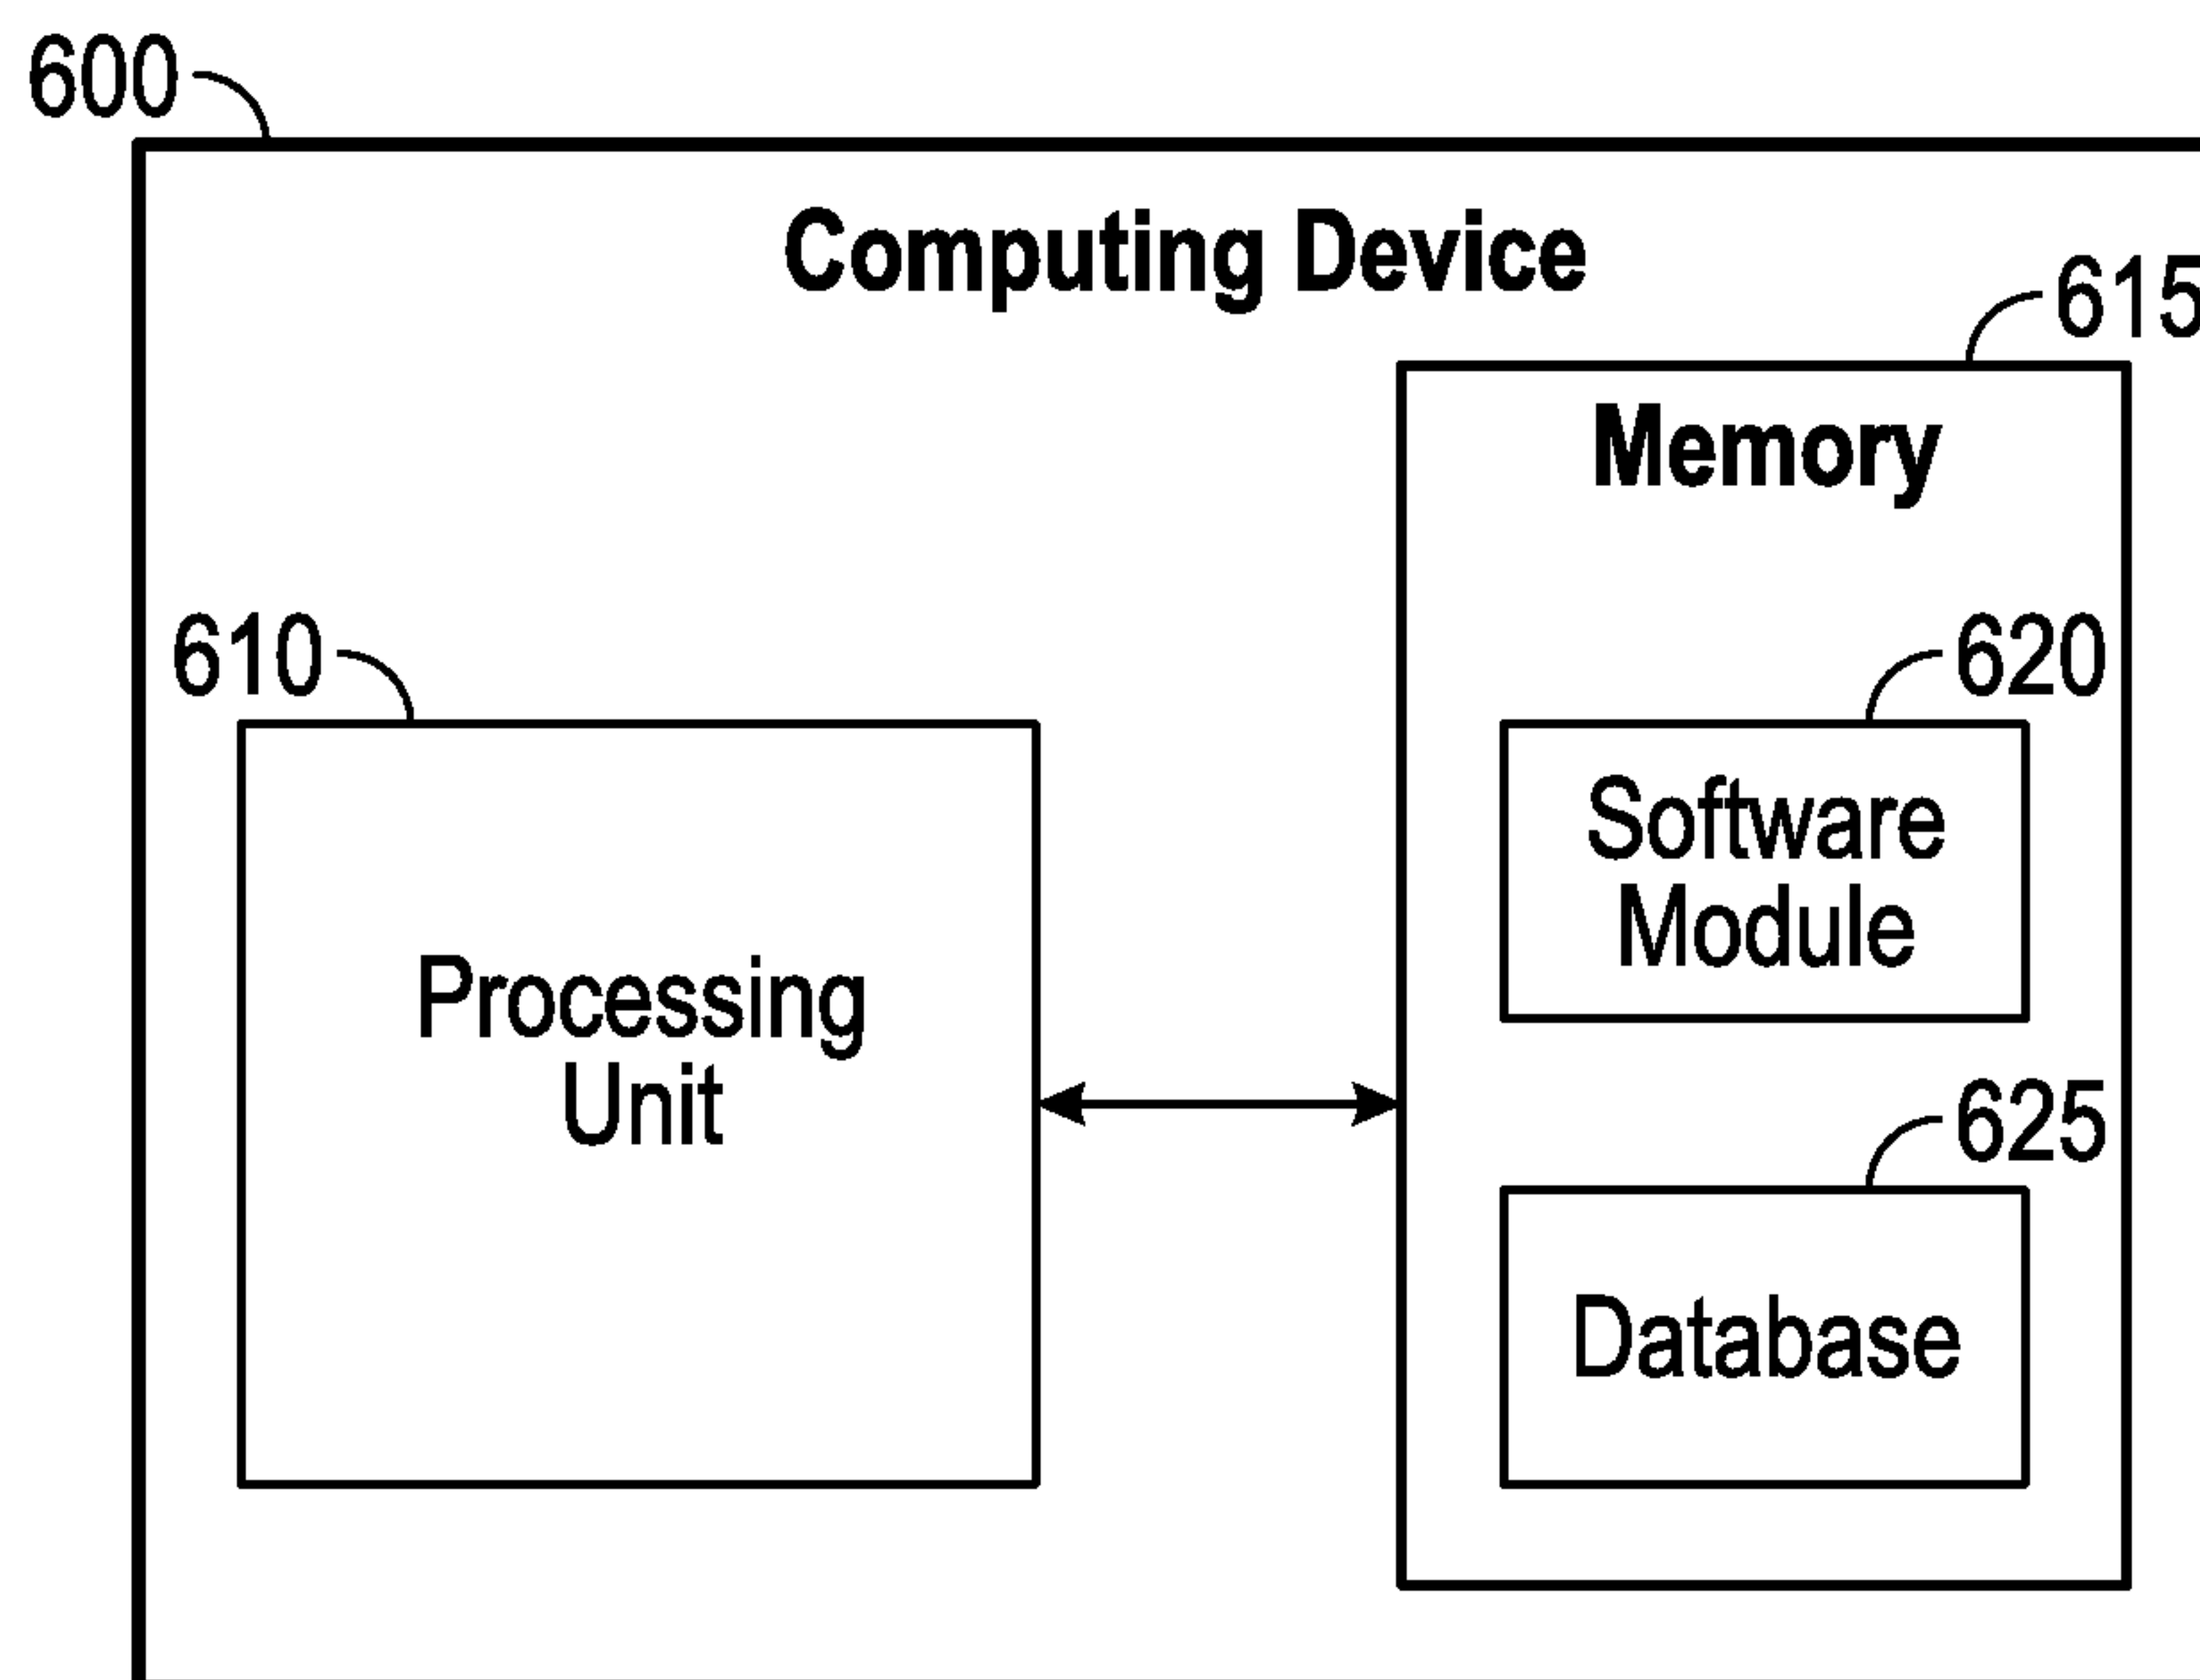 600
Computing Device
615
Memory
610
620
Software
Module
Processing
Unit
625
Database